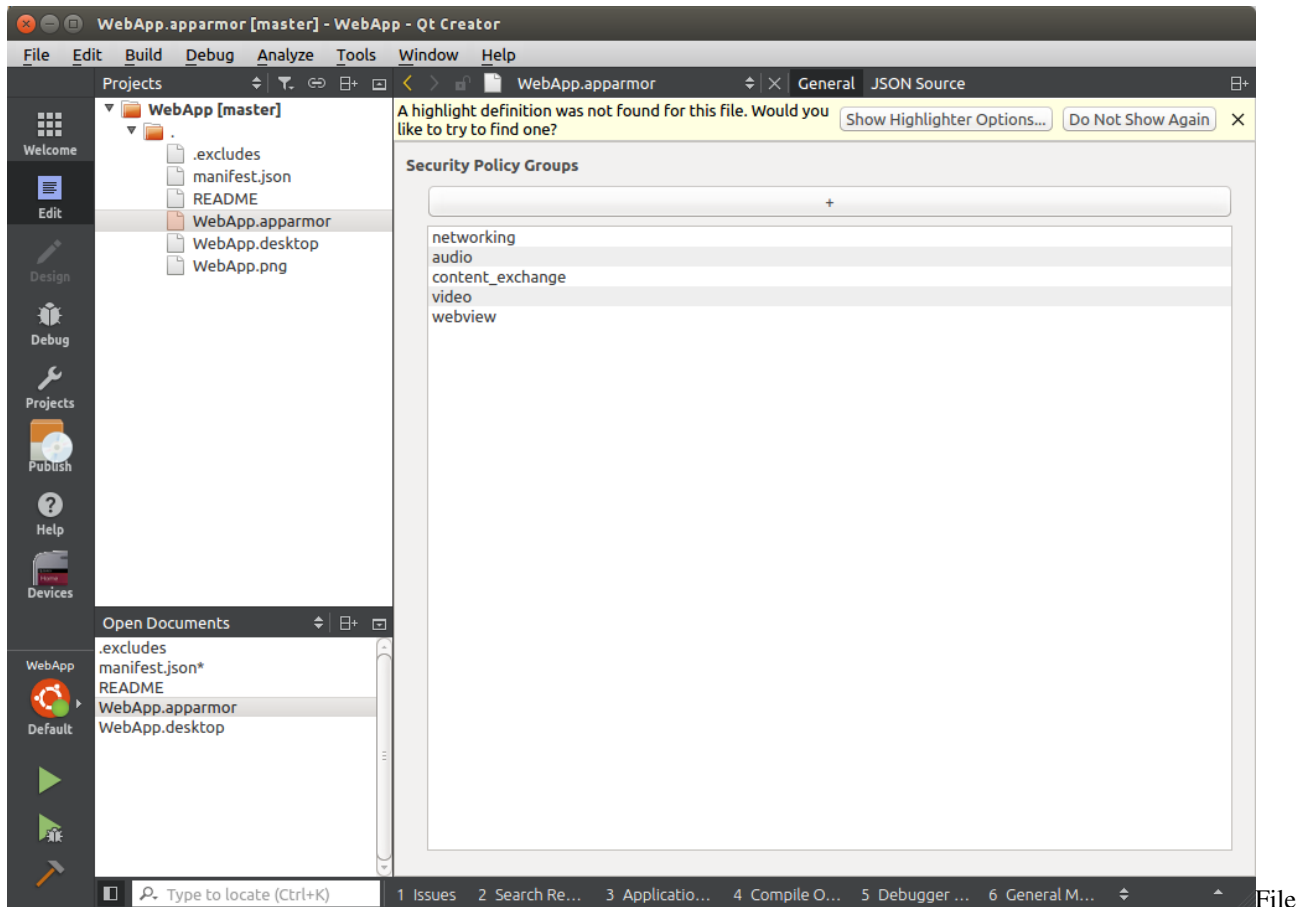 WebApp.apparmor [master] - WebApp - Qt Creator
File Edit Build Debug Analyze Tools Window Help
Projects
WebApp.apparmor
General JSON Source
Welcome
Edit
Design
Debug
Projects
Publish
Help
Devices
WebApp
Default
WebApp [master]
.
.excludes
manifest.json
README
WebApp.apparmor
WebApp.desktop
WebApp.png
Open Documents
.excludes
manifest.json*
README
WebApp.apparmor
WebApp.desktop
A highlight definition was not found for this file. Would you
like to try to find one?
Show Highlighter Options... Do Not Show Again
Security Policy Groups
+
networking
audio
content_exchange
video
webview
Type to locate (Ctrl+K)
1 Issues 2 Search Re... 3 Applicatio... 4 Compile O... 5 Debugger ... 6 General M...
File